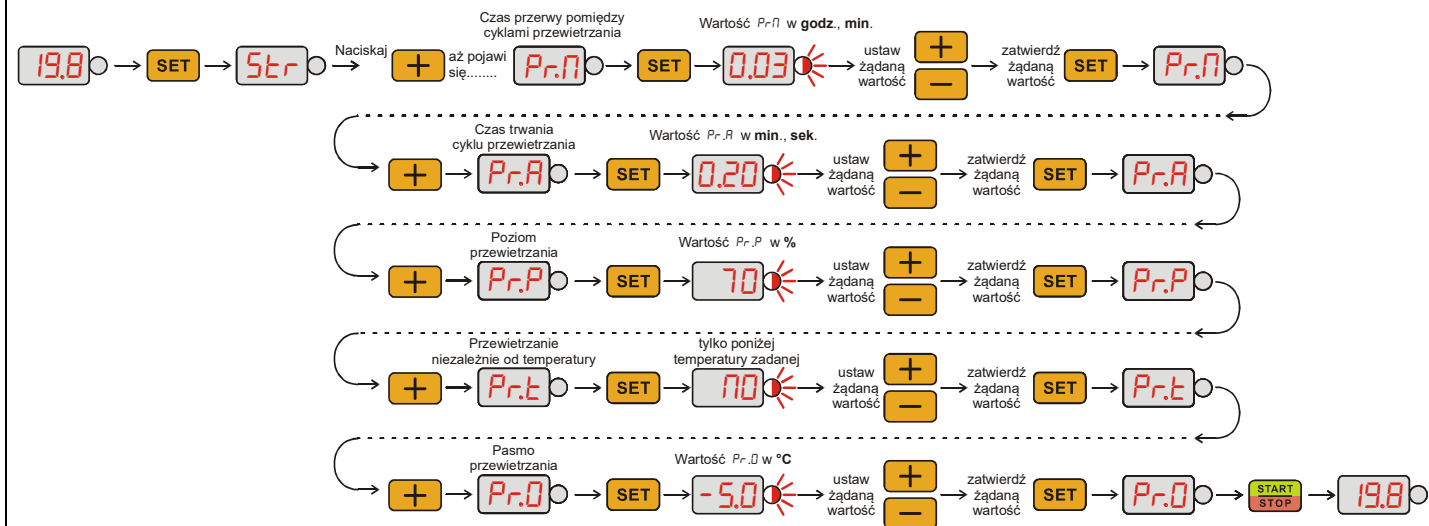 Czas przerwy pomiędzy
cyklami przewietrzania
Wartość Pr.П w godz., min.
19.8 SET Str
Naciskaj
+
aż pojawi
się........
Pr.П SET 0.03
ustaw
żądaną
wartość
+
−
zatwierdź
żądaną
wartość
SET Pr.П
Czas trwania
cyklu przewietrzania
Wartość Pr.A w min., sek.
+ Pr.A SET 0.20
ustaw
żądaną
wartość
+
−
zatwierdź
żądaną
wartość
SET Pr.A
Poziom
przewietrzania
Wartość Pr.P w %
+ Pr.P SET 70
ustaw
żądaną
wartość
+
−
zatwierdź
żądaną
wartość
SET Pr.P
Przewietrzanie
niezależnie od temperatury
tylko poniżej
temperatury zadanej
+ Pr.t SET П0
ustaw
żądaną
wartość
+
−
zatwierdź
żądaną
wartość
SET Pr.t
Pasmo
przewietrzania
Wartość Pr.0 w °C
+ Pr.0 SET -5.0
ustaw
żądaną
wartość
+
−
zatwierdź
żądaną
wartość
SET Pr.0
START
STOP
19.8